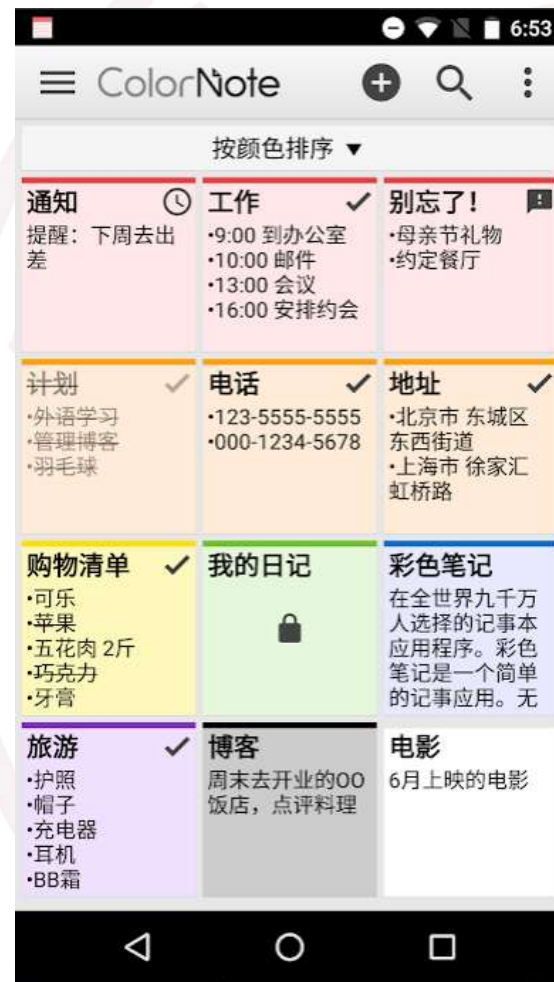 6:53
ColorNote
按颜色排序 ▼
通知
提醒：下周去出
差
工作
•9:00 到办公室
•10:00 邮件
•13:00 会议
•16:00 安排约会
别忘了！
•母亲节礼物
•约定餐厅
计划
•外语学习
•管理博客
•羽毛球
电话
•123-5555-5555
•000-1234-5678
地址
•北京市 东城区
东西街道
•上海市 徐家汇
虹桥路
购物清单
•可乐
•苹果
•五花肉 2斤
•巧克力
•牙膏
我的日记
彩色笔记
在全世界九千万
人选择的记事本
应用程序。彩色
笔记是一个简单
的记事应用。无
旅游
•护照
•帽子
•充电器
•耳机
•BB霜
博客
周末去开业的OO
饭店，点评料理
电影
6月上映的电影